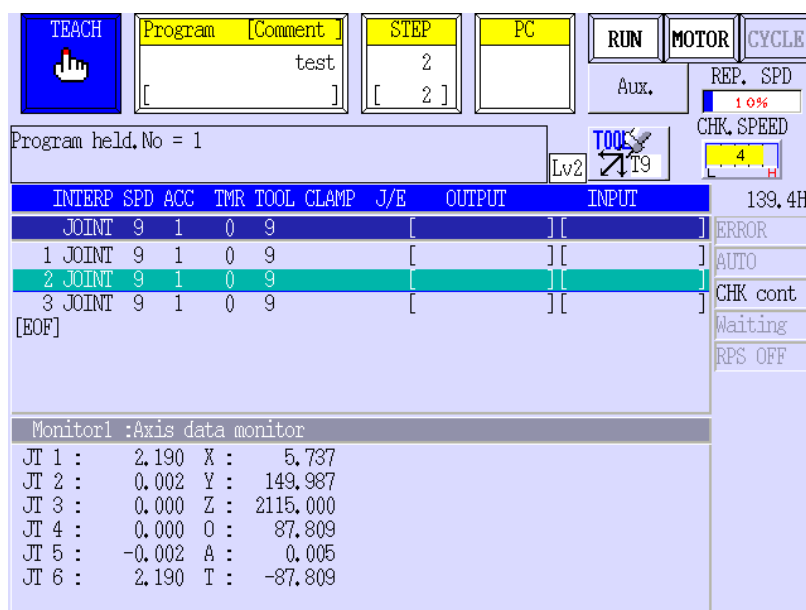 TEACH Program [Comment ] STEP PC RUN MOTOR CYCLE
test 2
[ ] [ 2 ] Aux. REP. SPD
10%
Program held.No = 1 Lv2 TOOL T9 CHK.SPEED
4
L H
INTERP SPD ACC TMR TOOL CLAMP J/E OUTPUT INPUT 139.4H
JOINT 9 1 0 9 [ ][ ] ERROR
1 JOINT 9 1 0 9 [ ][ ] AUTO
2 JOINT 9 1 0 9
3 JOINT 9 1 0 9 [ ][ ] CHK cont
[EOF] Waiting
RPS OFF
Monitor1 :Axis data monitor
JT 1 : 2.190 X : 5.737
JT 2 : 0.002 Y : 149.987
JT 3 : 0.000 Z : 2115.000
JT 4 : 0.000 O : 87.809
JT 5 : -0.002 A : 0.005
JT 6 : 2.190 T : -87.809